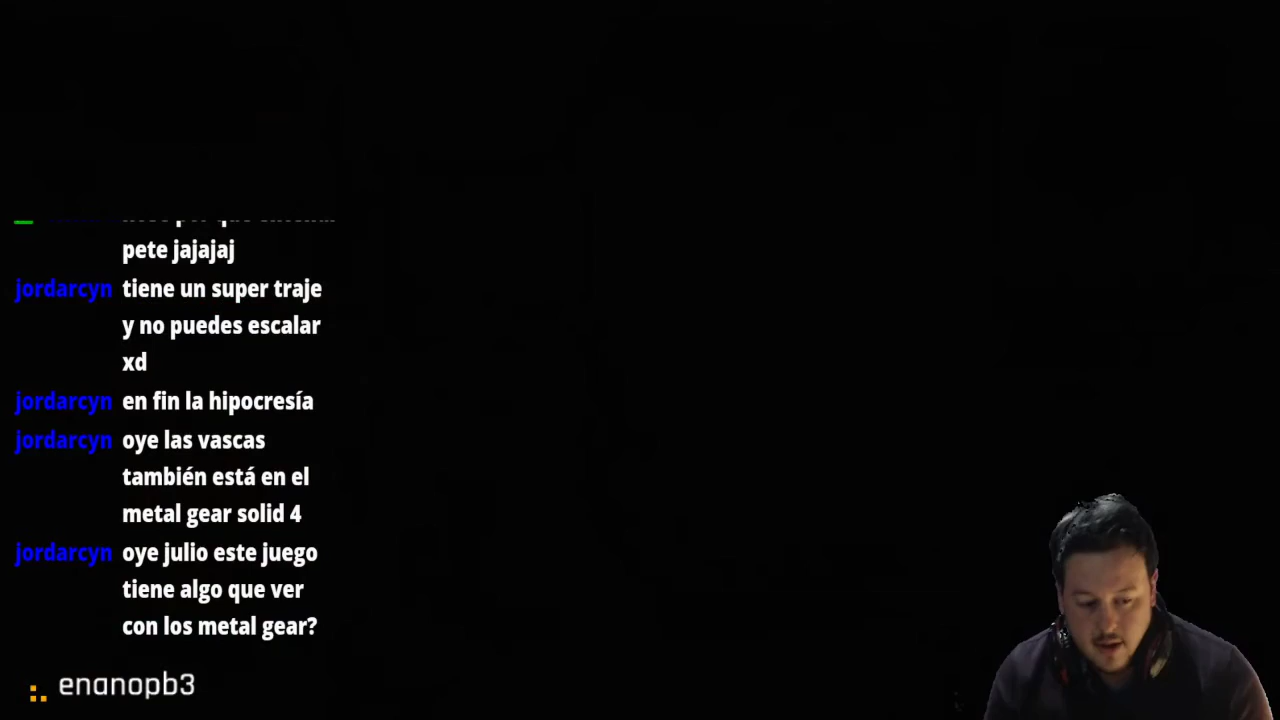 pete jajajaj
jordarcyn tiene un super traje
y no puedes escalar
xd
jordarcyn en fin la hipocresía
jordarcyn oye las vascas
también está en el
metal gear solid 4
jordarcyn oye julio este juego
tiene algo que ver
con los metal gear?
enanopb3